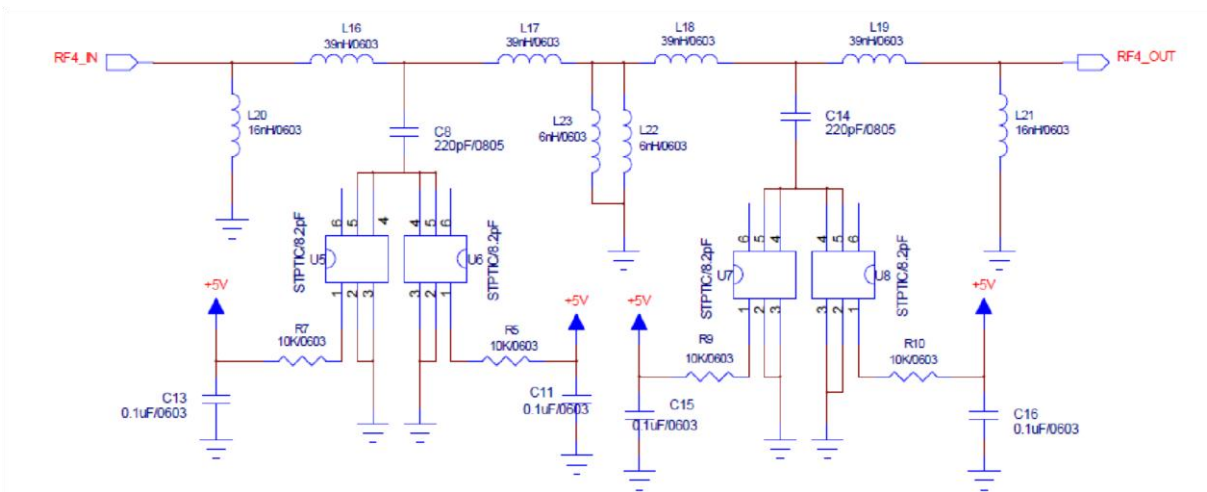 L16
39nH/0603
L17
39nH/0603
L18
39nH/0603
L19
39nH/0603
RF4_IN
RF4_OUT
L20
16nH/0603
C8
220pF/0805
L23
6nH/0603
L22
6nH/0603
C14
220pF/0805
L21
16nH/0603
6 5 4
4 5 6
6 5 4
4 5 6
STPTIC/8.2pF
U5
U6
STPTIC/8.2pF
STPTIC/8.2pF
U7
U8
STPTIC/8.2pF
1 2 3
3 2 1
1 2 3
3 2 1
+5V
+5V
+5V
+5V
R7
10K/0603
R5
10K/0603
R9
10K/0603
R10
10K/0603
C13
0.1uF/0603
C11
0.1uF/0603
C15
0.1uF/0603
C16
0.1uF/0603